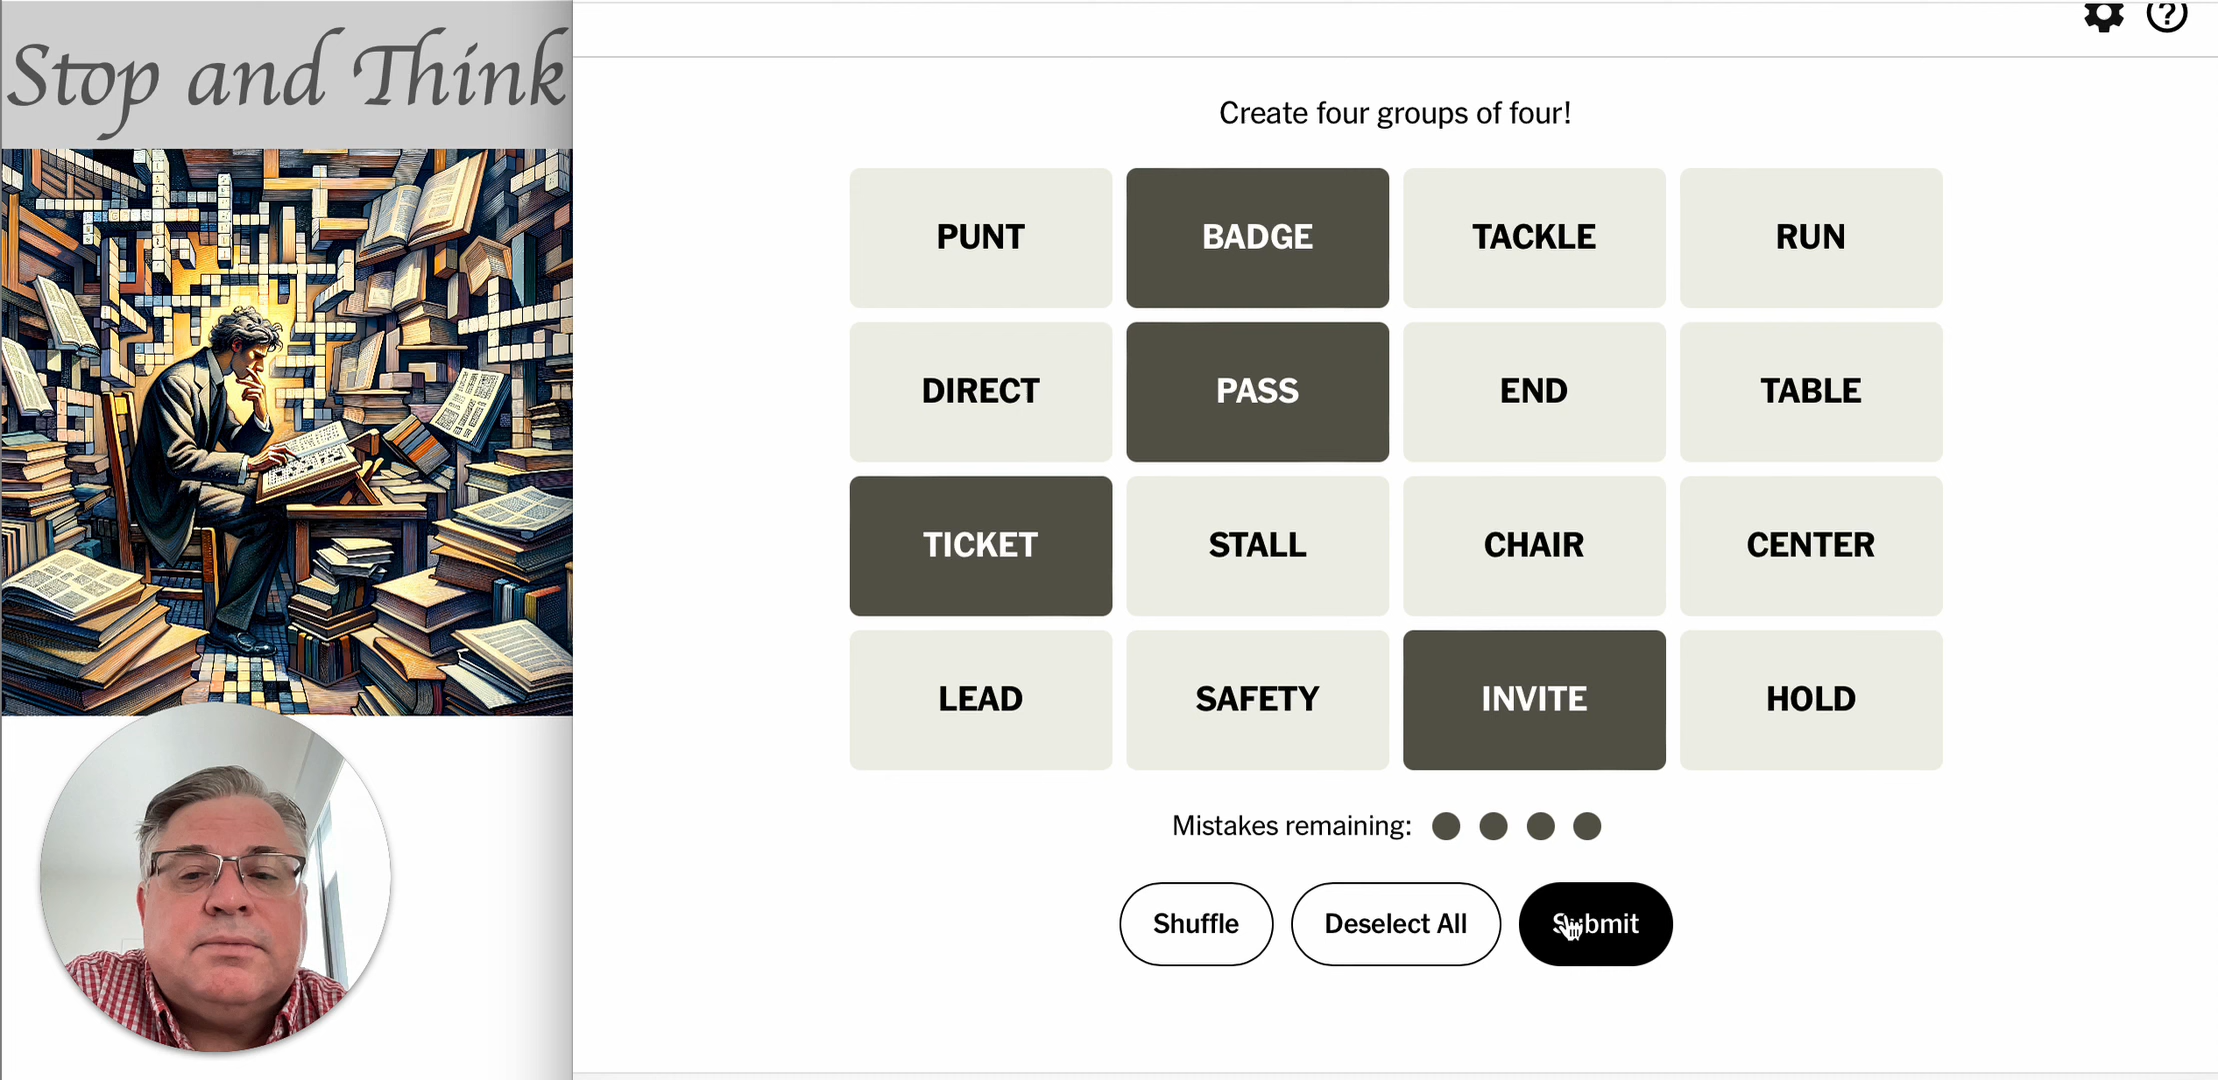 Stop and Think
Create four groups of four!
PUNT BADGE TACKLE RUN
DIRECT PASS END TABLE
TICKET STALL CHAIR CENTER
LEAD SAFETY INVITE HOLD
Mistakes remaining:
Shuffle Deselect All Submit